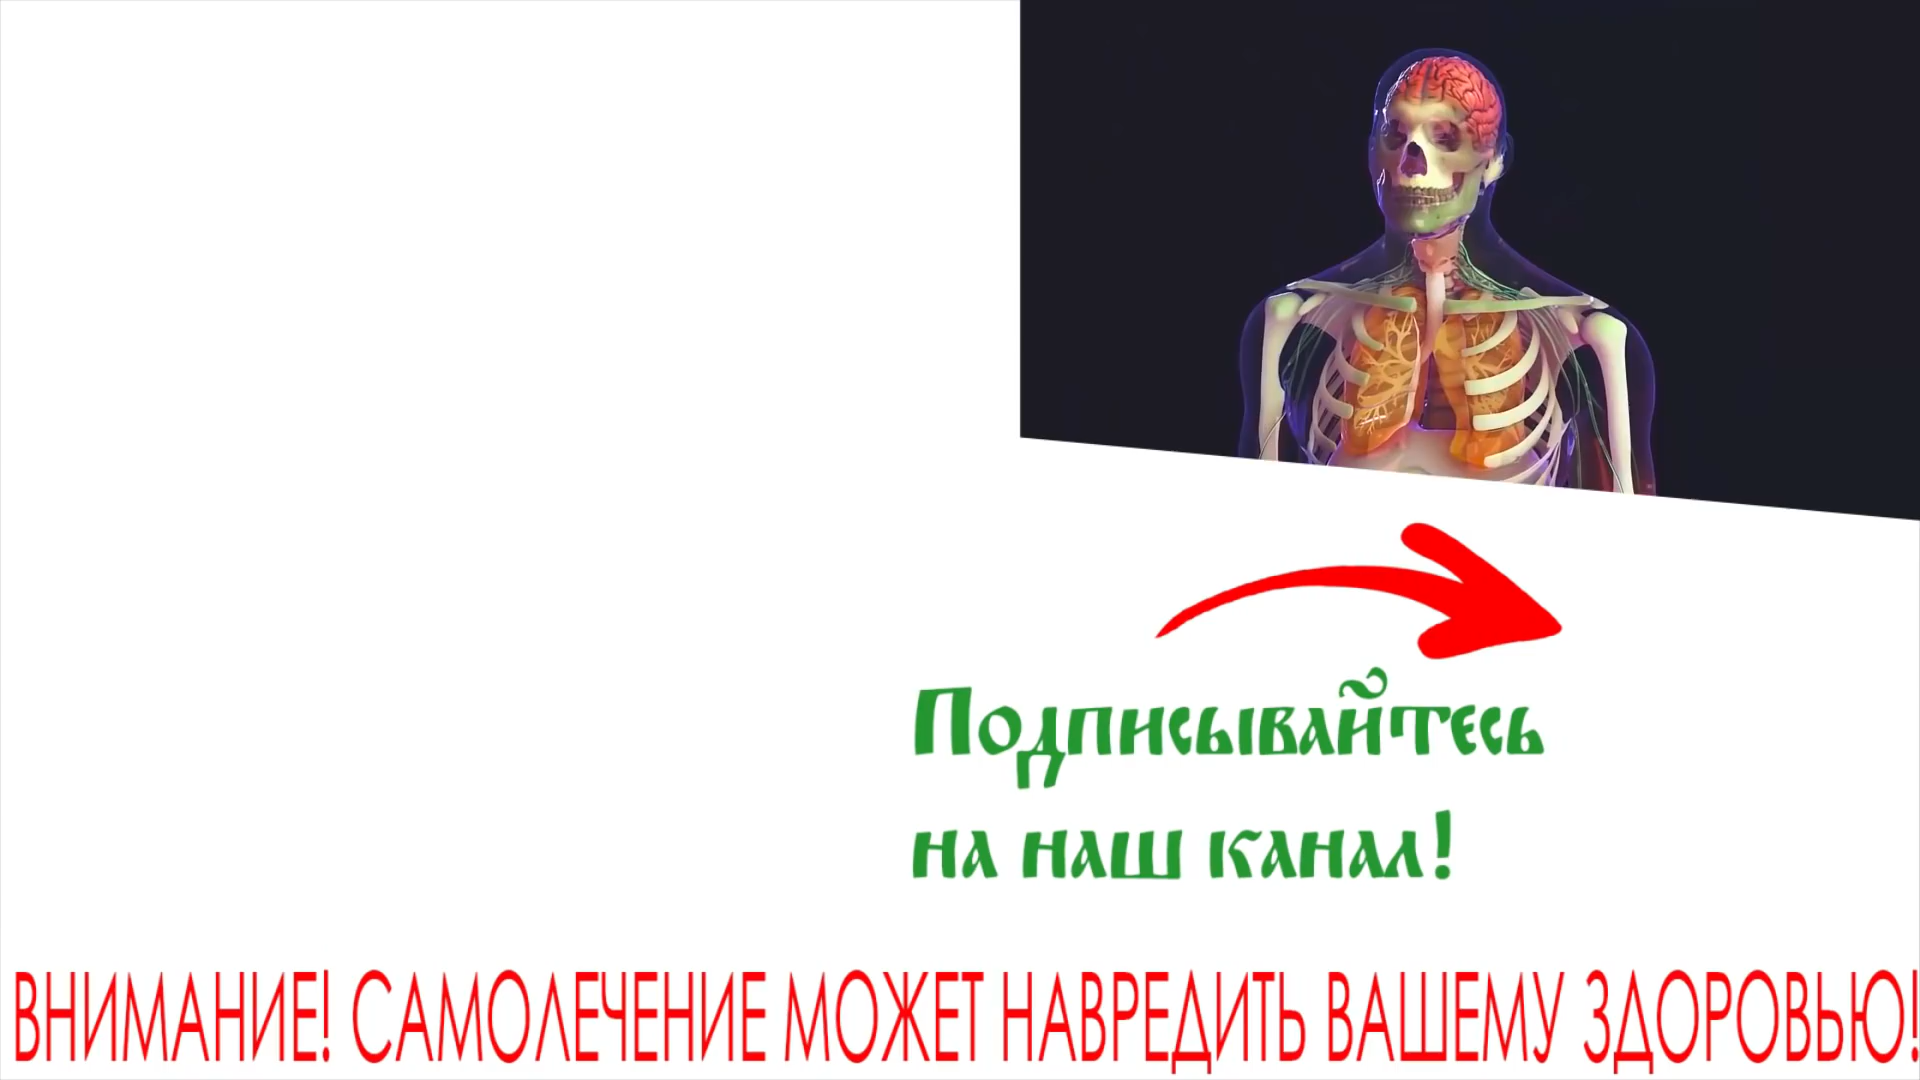 Подписывайтесь
на наш канал!
ВНИМАНИЕ! САМОЛЕЧЕНИЕ МОЖЕТ НАВРЕДИТЬ ВАШЕМУ ЗДОРОВЬЮ!